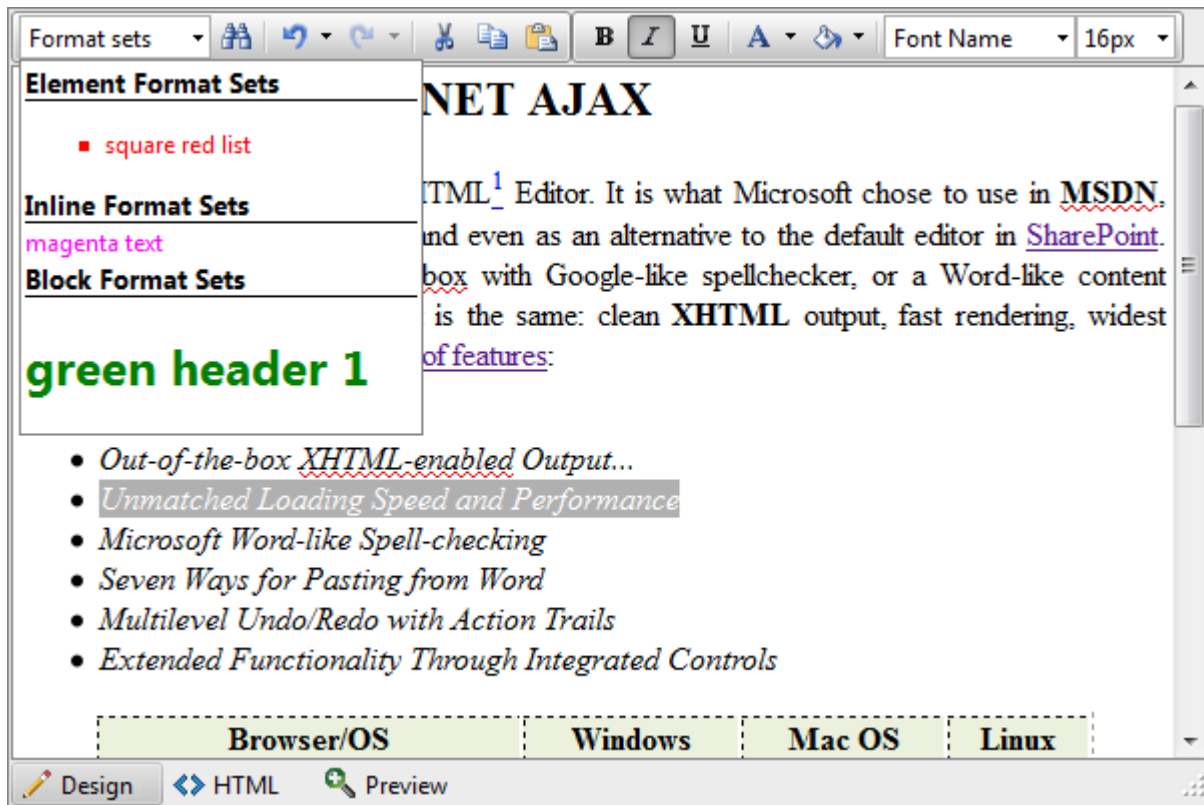 Format sets B I U A Font Name 16px
Element Format Sets
square red list
Inline Format Sets
magenta text
Block Format Sets
green header 1
NET AJAX
Editor. It is what Microsoft chose to use in MSDN,
even as an alternative to the default editor in SharePoint.
box with Google-like spellchecker, or a Word-like content
is the same: clean XHTML output, fast rendering, widest
of features:
• Out-of-the-box XHTML-enabled Output...
• Unmatched Loading Speed and Performance
• Microsoft Word-like Spell-checking
• Seven Ways for Pasting from Word
• Multilevel Undo/Redo with Action Trails
• Extended Functionality Through Integrated Controls
Browser/OS Windows Mac OS Linux
Design HTML Preview